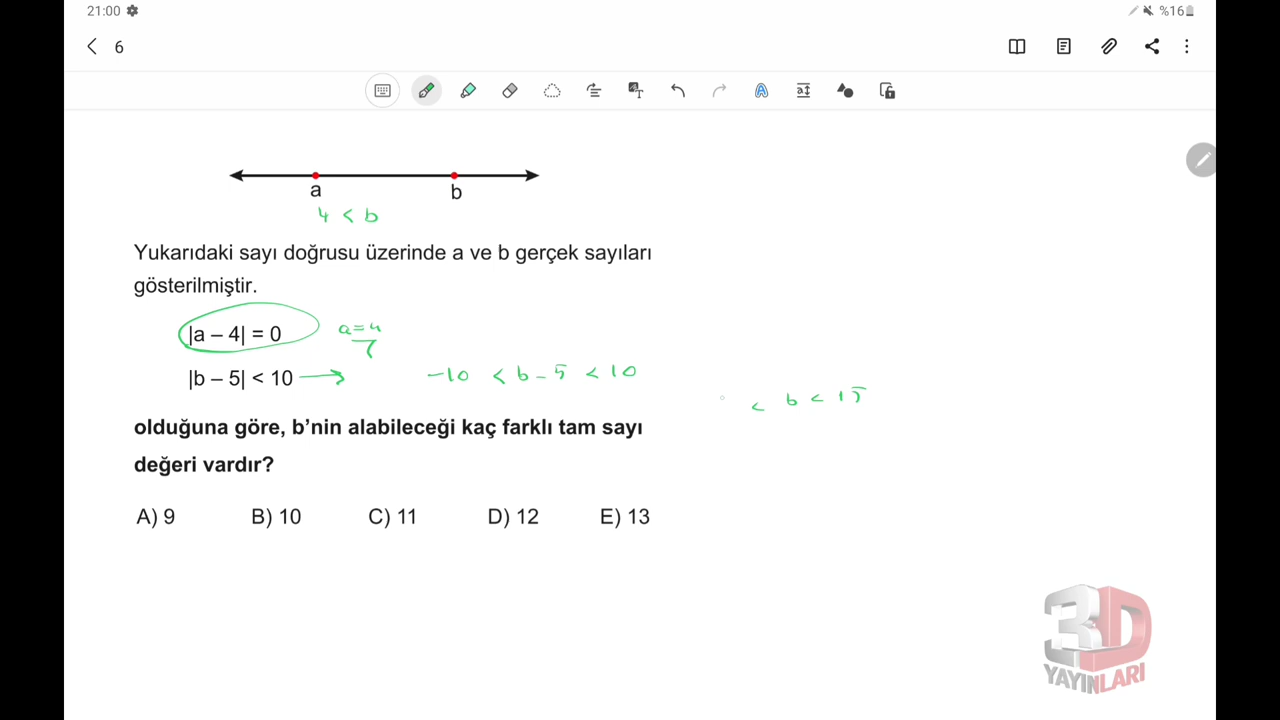 21:00
%16
6
a b
4 < b
Yukarıdaki sayı doğrusu üzerinde a ve b gerçek sayıları
gösterilmiştir.
|a – 4| = 0 a=4
|b – 5| < 10 -10 < b-5 < 10
< b < 15
olduğuna göre, b’nin alabileceği kaç farklı tam sayı
değeri vardır?
A) 9 B) 10 C) 11 D) 12 E) 13
3D
YAYINLARI